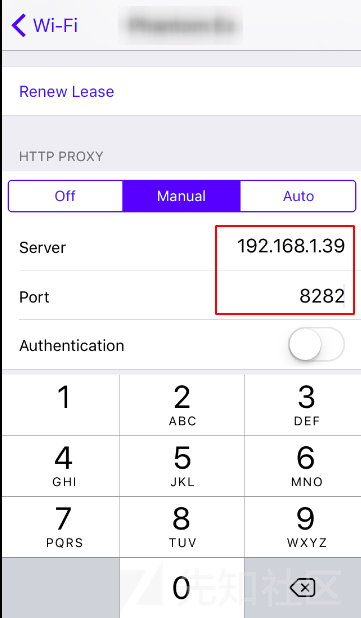 Wi-Fi
Renew Lease
HTTP PROXY
Off Manual Auto
Server 192.168.1.39
Port 8282
Authentication
1 2 3
ABC DEF
4 5 6
GHI JKL MNO
7 8 9
PQRS TUV WXYZ
0
先知社区